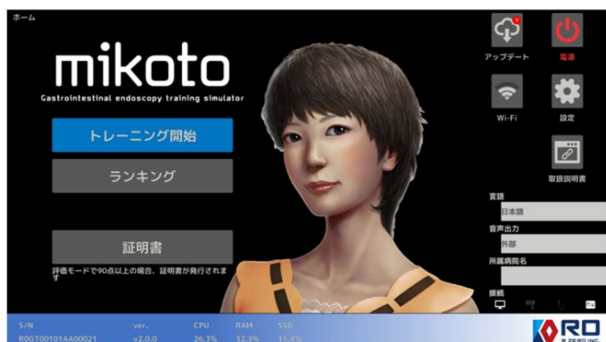 ホーム
mikoto
Gastrointestinal endoscopy training simulator
トレーニング開始
ランキング
証明書
評価モードで90点以上の場合、証明書が発行されま
す
アップデート
電源
Wi-Fi
設定
取扱説明書
言語
日本語
音声出力
外部
所属病院名
接続
S/N ver. CPU RAM SSD
R0GT00101AA00021 v2.0.0 26.3% 32.3% 15.4%
RO
R ZERO INC.